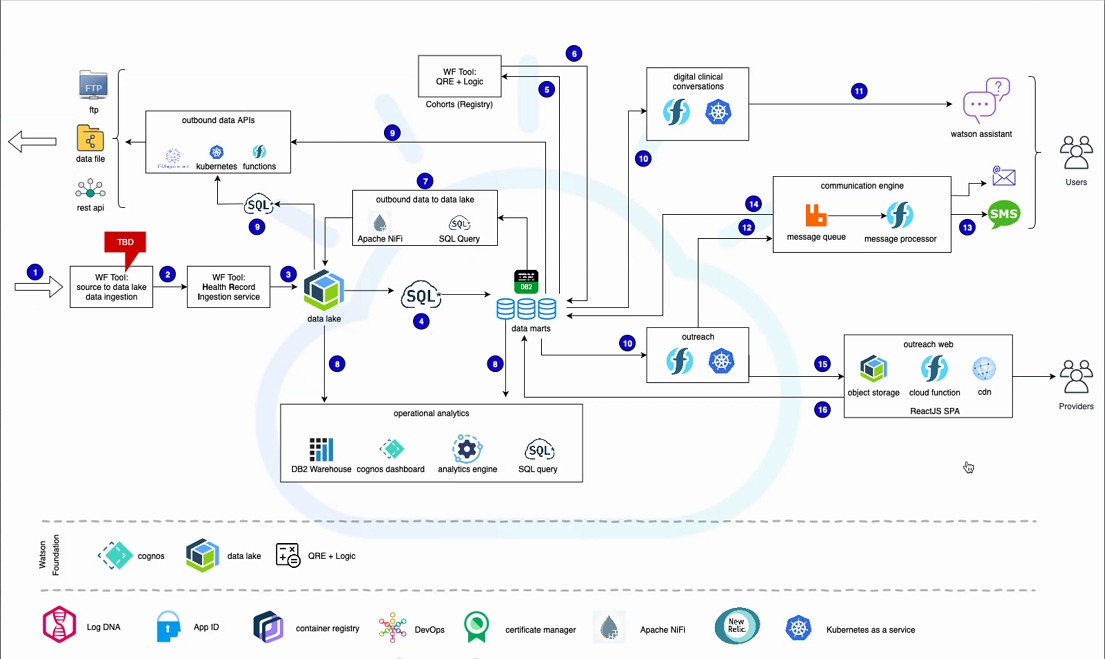 6
WF Tool:
QRE + Logic
5
Cohorts (Registry)
digital clinical
conversations
11
watson assistant
10
FTP
ftp
data file
rest api
outbound data APIs
kubernetes
functions
9
SQL
9
7
outbound data to data lake
Apache NiFi
SQL
SQL Query
communication engine
message queue
message processor
14
12
13
SMS
Users
TBD
1
WF Tool:
source to data lake
data ingestion
2
WF Tool:
Health Record
Ingestion service
3
data lake
SQL
4
DB2
data marts
8
8
10
outreach
15
16
outreach web
object storage
cloud function
cdn
ReactJS SPA
Providers
operational analytics
DB2 Warehouse
cognos dashboard
analytics engine
SQL
SQL query
Watson
Foundation
cognos
data lake
QRE + Logic
Log DNA
App ID
container registry
DevOps
certificate manager
Apache NiFi
New
Relic
Kubernetes as a service